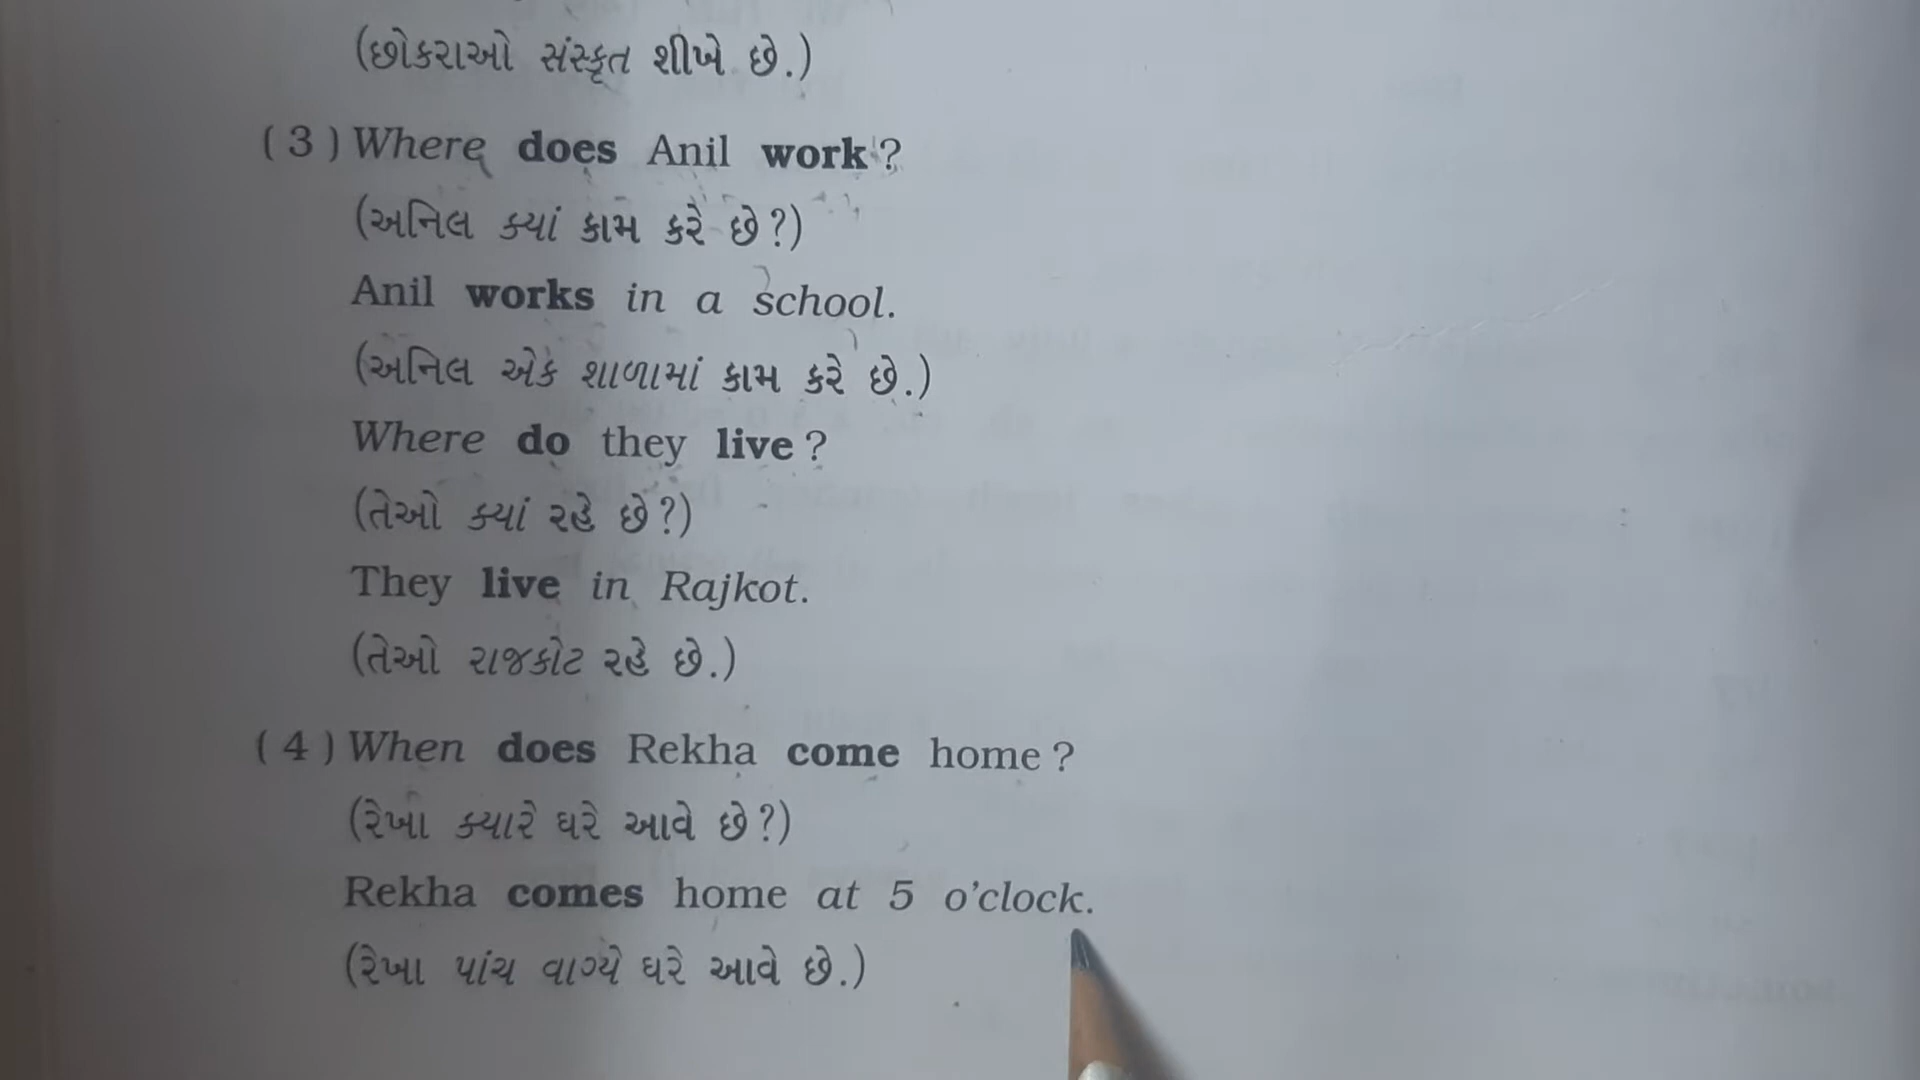 (છોકરાઓ સંસ્કૃત શીખે છે.)
( 3 ) Where does Anil work ?
(અનિલ ક્યાં કામ કરે છે?)
Anil works in a school.
(અનિલ એક શાળામાં કામ કરે છે.)
Where do they live ?
(તેઓ ક્યાં રહે છે?)
They live in Rajkot.
(તેઓ રાજકોટ રહે છે.)
( 4 ) When does Rekha come home ?
(રેખા ક્યારે ઘરે આવે છે?)
Rekha comes home at 5 o'clock.
(રેખા પાંચ વાગ્યે ઘરે આવે છે.)